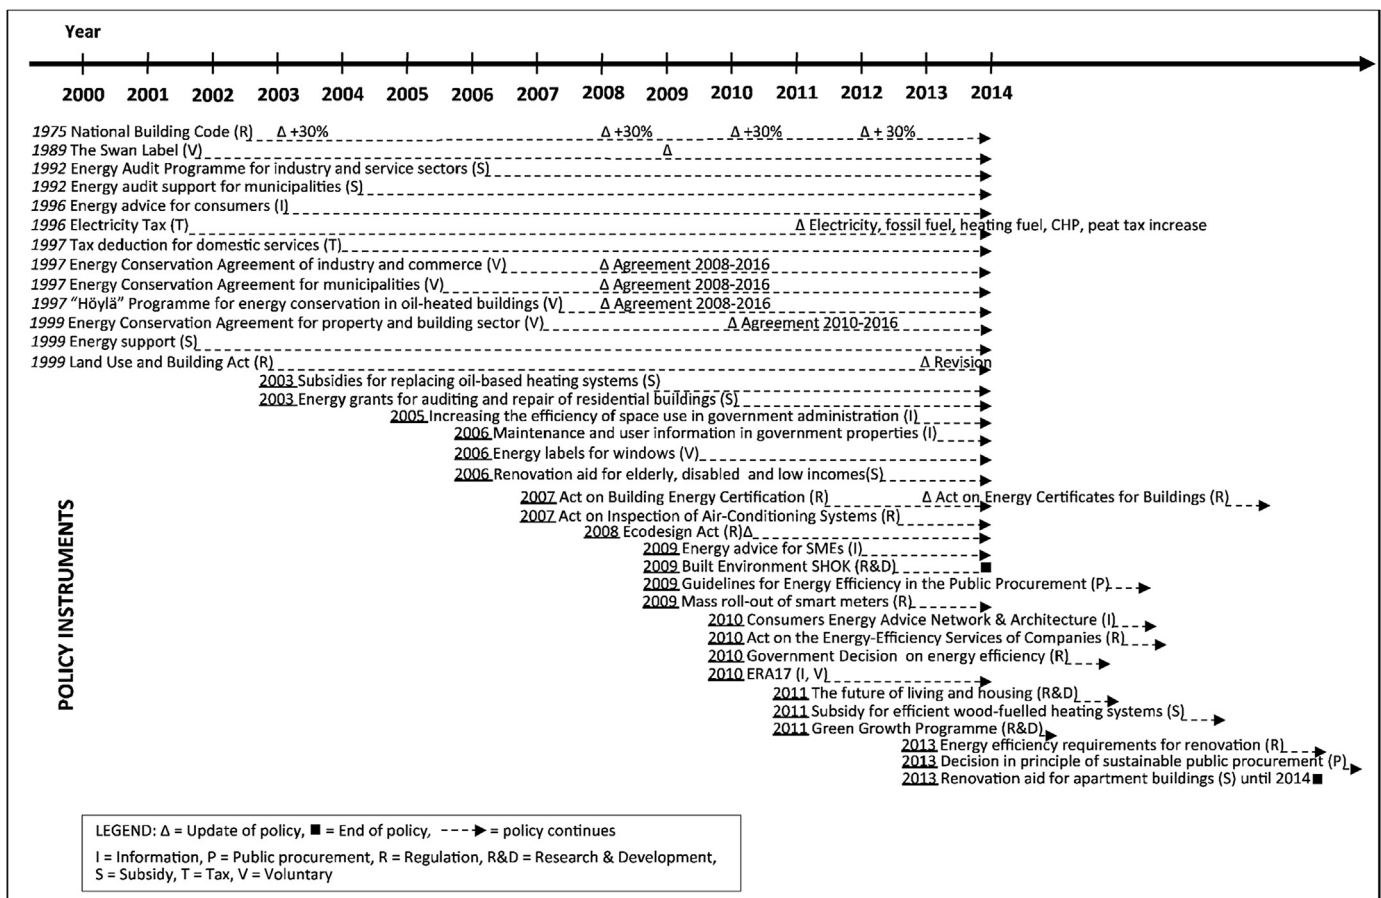 Year
2000 2001 2002 2003 2004 2005 2006 2007 2008 2009 2010 2011 2012 2013 2014
1975 National Building Code (R) Δ +30% Δ +30% Δ +30% Δ + 30%
1989 The Swan Label (V) Δ
1992 Energy Audit Programme for industry and service sectors (S)
1992 Energy audit support for municipalities (S)
1996 Energy advice for consumers (I)
1996 Electricity Tax (T) Δ Electricity, fossil fuel, heating fuel, CHP, peat tax increase
1997 Tax deduction for domestic services (T)
1997 Energy Conservation Agreement of industry and commerce (V) Δ Agreement 2008-2016
1997 Energy Conservation Agreement for municipalities (V) Δ Agreement 2008-2016
1997 “Höylä” Programme for energy conservation in oil-heated buildings (V) Δ Agreement 2008-2016
1999 Energy Conservation Agreement for property and building sector (V) Δ Agreement 2010-2016
1999 Energy support (S)
1999 Land Use and Building Act (R) Δ Revision
2003 Subsidies for replacing oil-based heating systems (S)
2003 Energy grants for auditing and repair of residential buildings (S)
2005 Increasing the efficiency of space use in government administration (I)
2006 Maintenance and user information in government properties (I)
2006 Energy labels for windows (V)
2006 Renovation aid for elderly, disabled and low incomes(S)
2007 Act on Building Energy Certification (R) Δ Act on Energy Certificates for Buildings (R)
2007 Act on Inspection of Air-Conditioning Systems (R)
2008 Ecodesign Act (R)Δ
2009 Energy advice for SMEs (I)
2009 Built Environment SHOK (R&D) ■
2009 Guidelines for Energy Efficiency in the Public Procurement (P)
2009 Mass roll-out of smart meters (R)
2010 Consumers Energy Advice Network & Architecture (I)
2010 Act on the Energy-Efficiency Services of Companies (R)
2010 Government Decision on energy efficiency (R)
2010 ERA17 (I, V)
2011 The future of living and housing (R&D)
2011 Subsidy for efficient wood-fuelled heating systems (S)
2011 Green Growth Programme (R&D)
2013 Energy efficiency requirements for renovation (R)
2013 Decision in principle of sustainable public procurement (P)
2013 Renovation aid for apartment buildings (S) until 2014■
POLICY INSTRUMENTS
LEGEND: Δ = Update of policy, ■ = End of policy, ---► = policy continues
I = Information, P = Public procurement, R = Regulation, R&D = Research & Development,
S = Subsidy, T = Tax, V = Voluntary